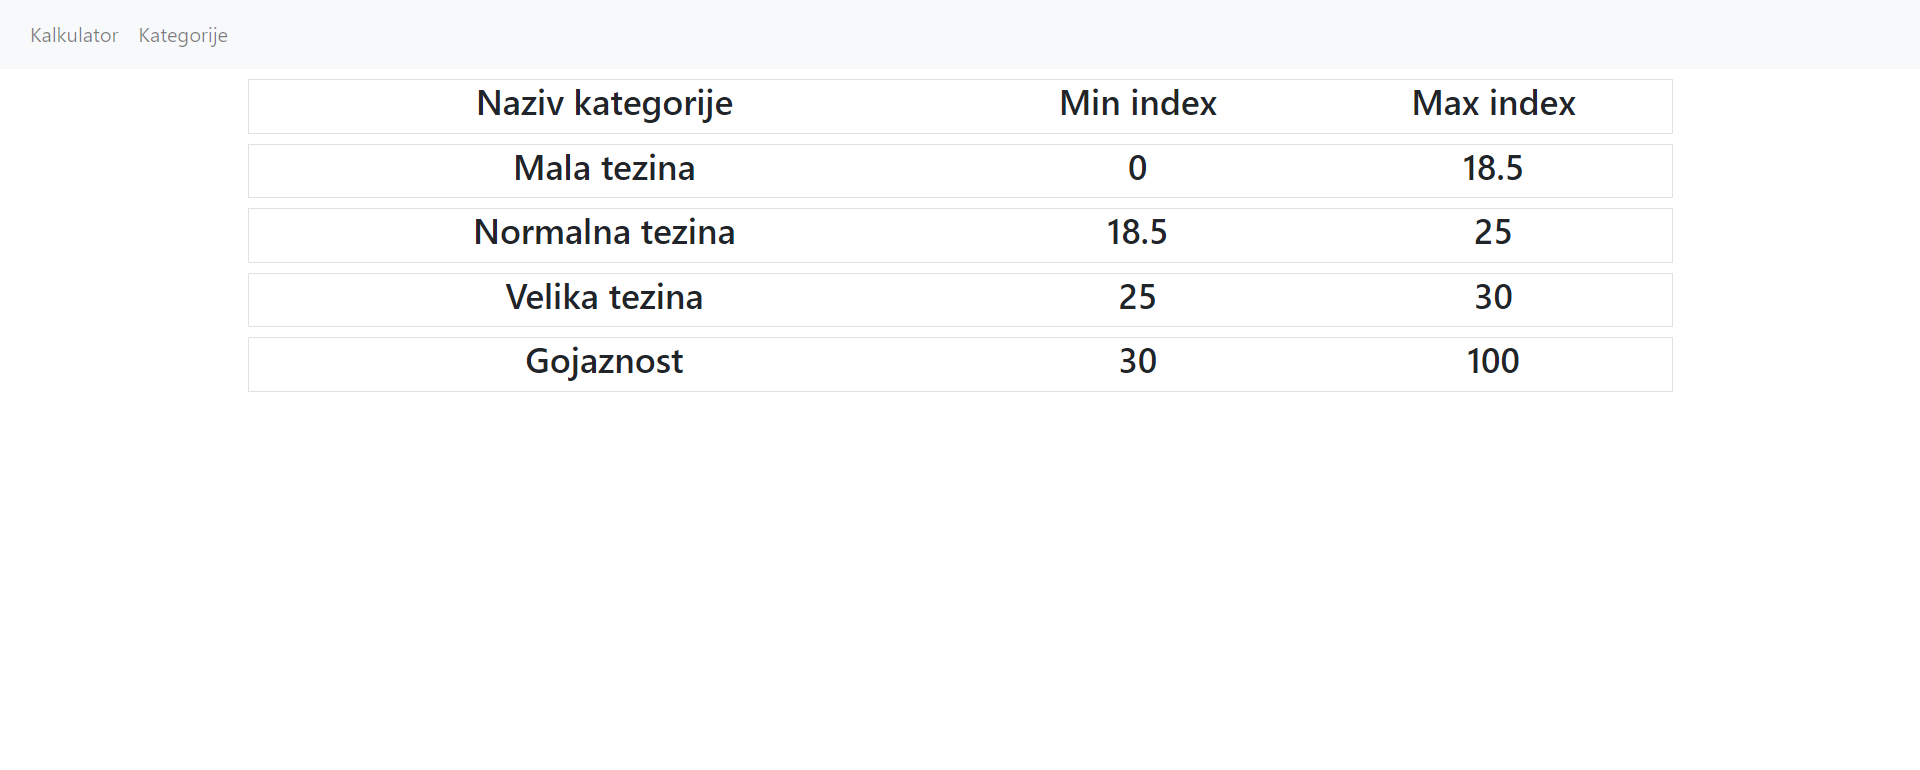 Kalkulator Kategorije
Naziv kategorije Min index Max index
Mala tezina 0 18.5
Normalna tezina 18.5 25
Velika tezina 25 30
Gojaznost 30 100